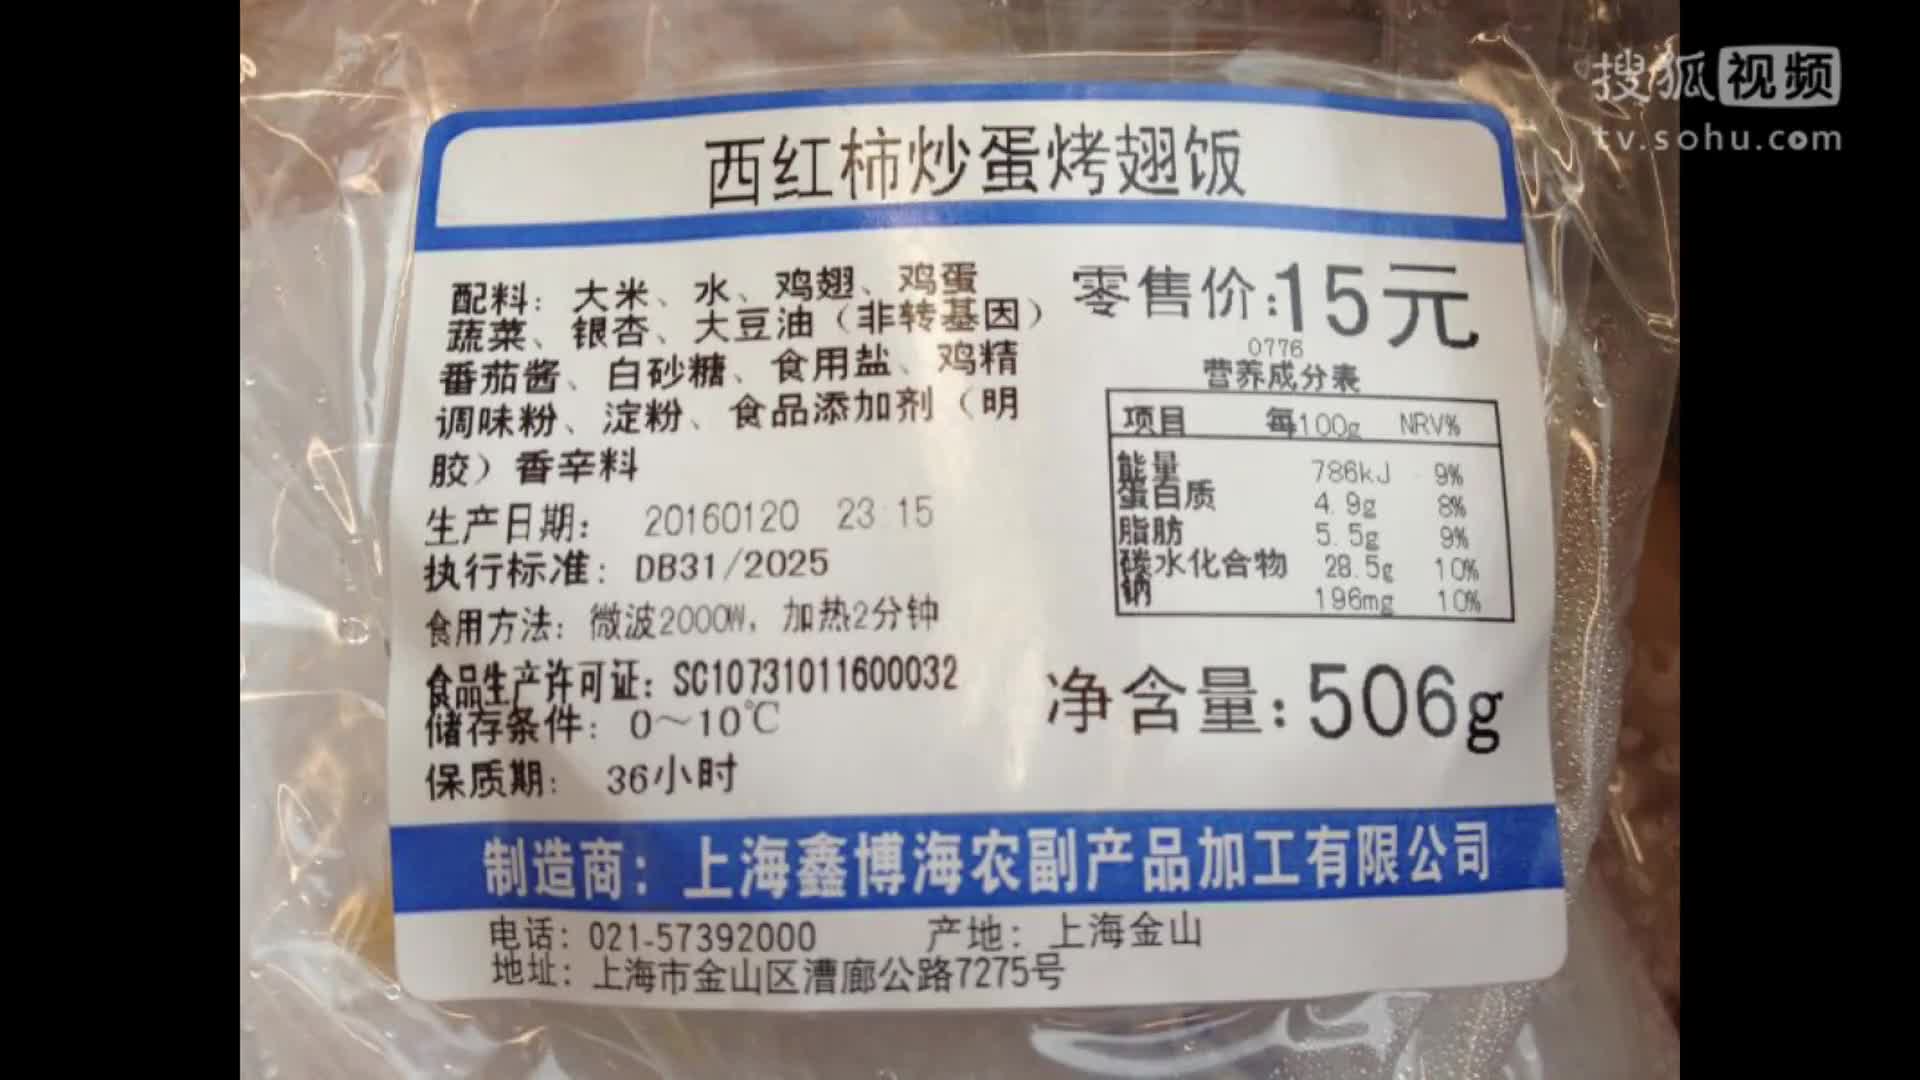 搜狐视频
tv.sohu.com
西红柿炒蛋烤翅饭
配料：大米、水、鸡翅、鸡蛋
蔬菜、银杏、大豆油（非转基因）
番茄酱、白砂糖、食用盐、鸡精
调味粉、淀粉、食品添加剂（明
胶）香辛料
生产日期： 20160120 23:15
执行标准：DB31/2025
食用方法：微波2000W，加热2分钟
食品生产许可证：SC10731011600032
储存条件：0～10℃
保质期： 36小时
零售价:15元
0776
营养成分表
项目 每100g NRV%
能量 786kJ 9%
蛋白质 4.9g 8%
脂肪 5.5g 9%
碳水化合物 28.5g 10%
钠 196mg 10%
净含量:506g
制造商：上海鑫博海农副产品加工有限公司
电话：021-57392000 产地：上海金山
地址：上海市金山区漕廊公路7275号